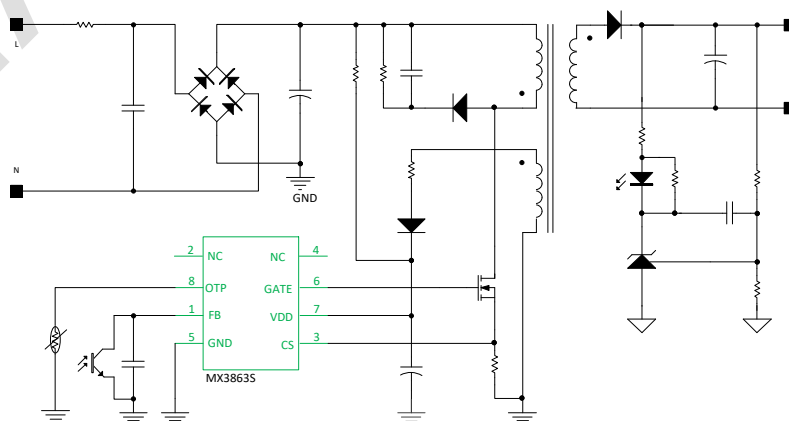 L
N
GND
2 NC NC 4
8 OTP GATE 6
1 FB VDD 7
5 GND CS 3
MX3863S